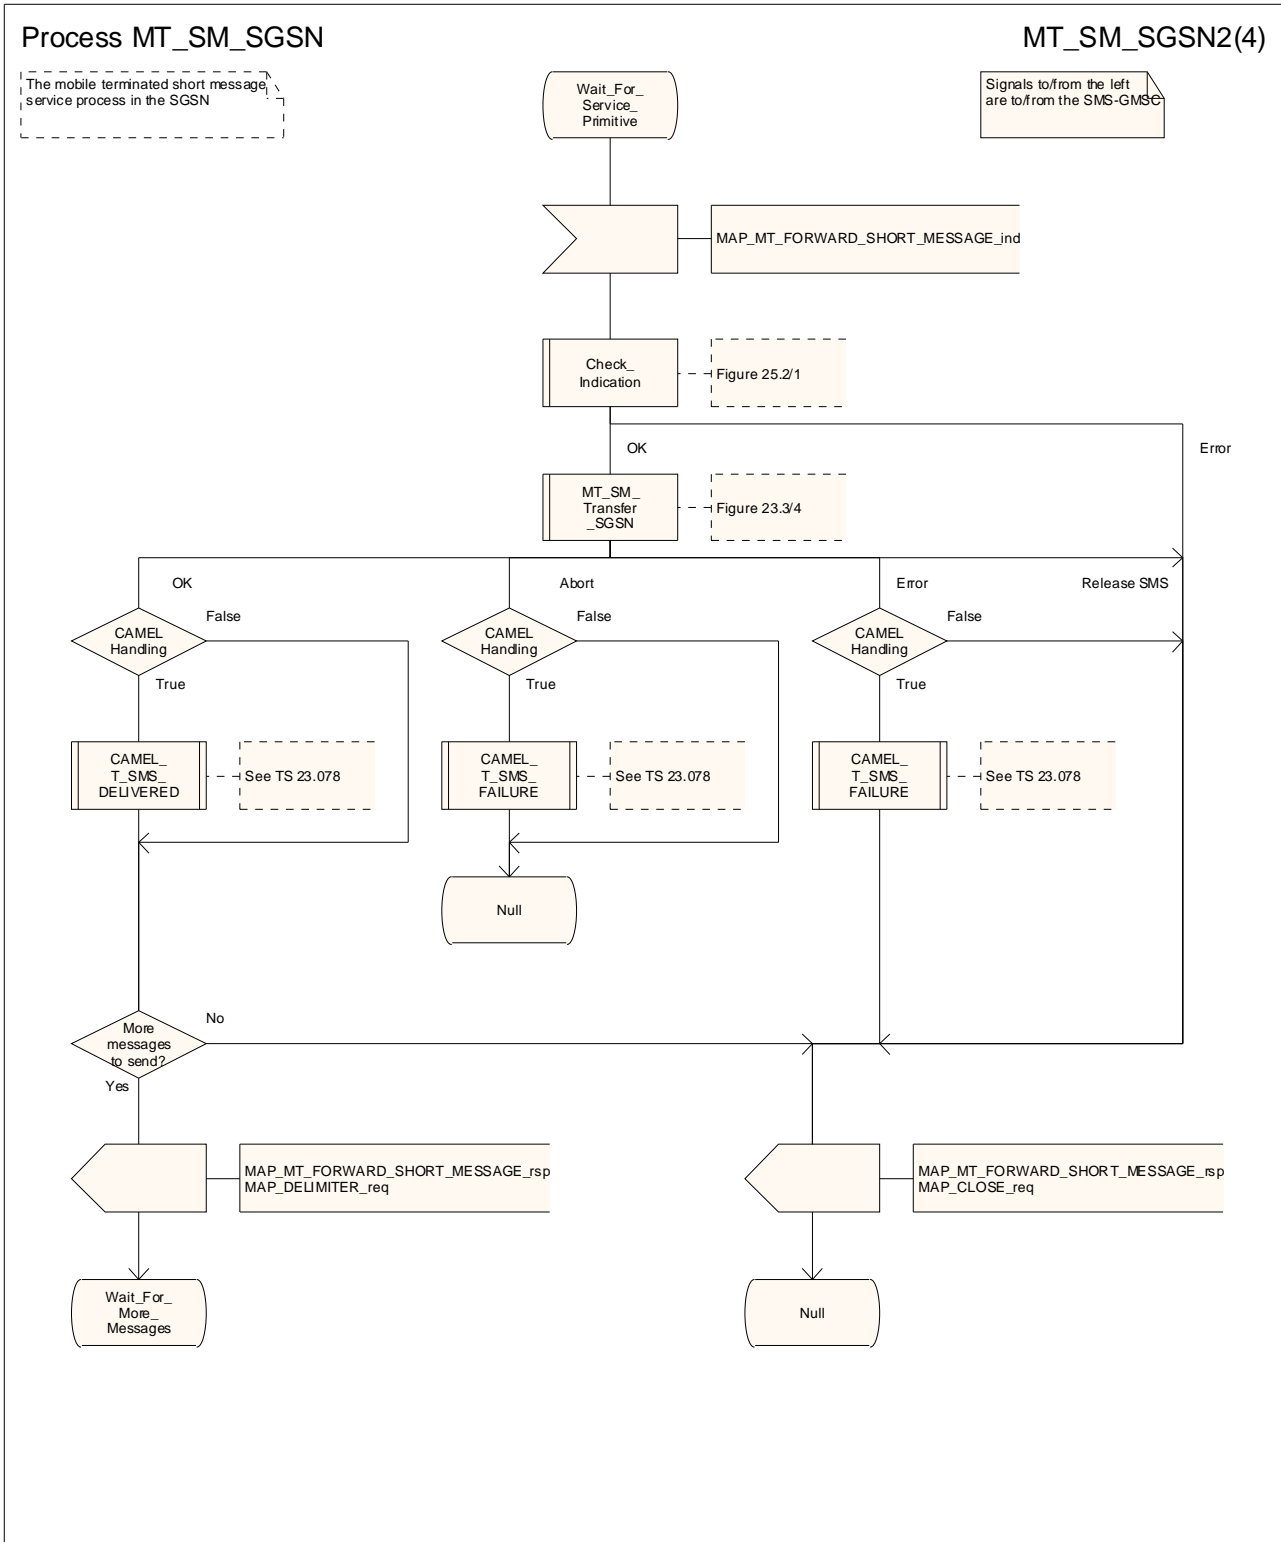 Process MT_SM_SGSN
MT_SM_SGSN2(4)
The mobile terminated short message
service process in the SGSN
Wait_For_
Service_
Primitive
Signals to/from the left
are to/from the SMS-GMSC
MAP_MT_FORWARD_SHORT_MESSAGE_ind
Check_
Indication
Figure 25.2/1
OK
Error
MT_SM_
Transfer
_SGSN
Figure 23.3/4
OK
Abort
Error
Release SMS
CAMEL
Handling
False
CAMEL
Handling
False
CAMEL
Handling
False
True
True
True
CAMEL_
T_SMS_
DELIVERED
See TS 23.078
CAMEL_
T_SMS_
FAILURE
See TS 23.078
CAMEL_
T_SMS_
FAILURE
See TS 23.078
Null
More
messages
to send?
No
Yes
MAP_MT_FORWARD_SHORT_MESSAGE_rsp
MAP_DELIMITER_req
MAP_MT_FORWARD_SHORT_MESSAGE_rsp
MAP_CLOSE_req
Wait_For_
More_
Messages
Null